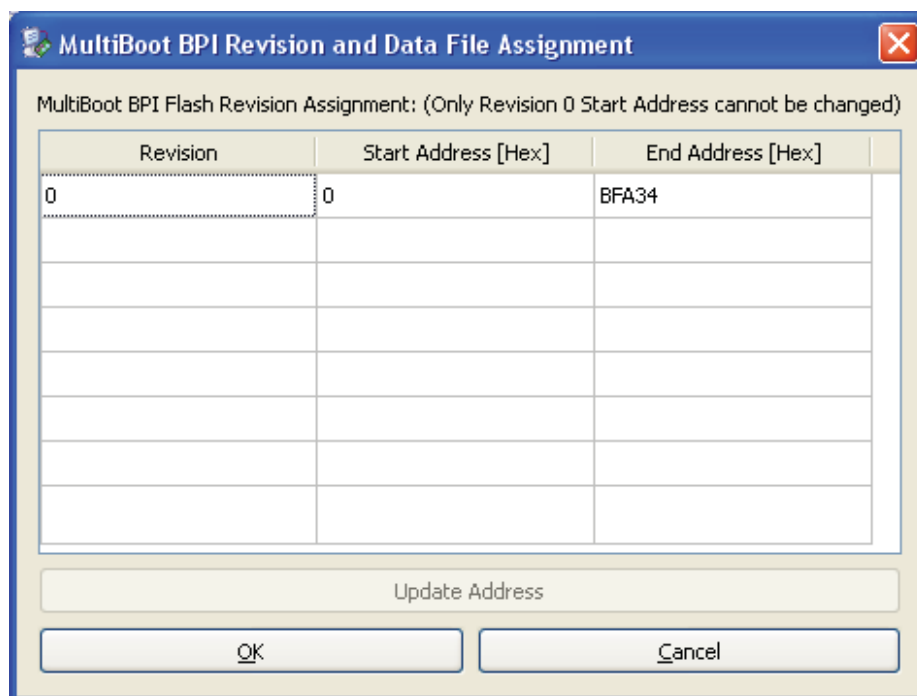 MultiBoot BPI Revision and Data File Assignment
MultiBoot BPI Flash Revision Assignment: (Only Revision 0 Start Address cannot be changed)
Revision Start Address [Hex] End Address [Hex]
0 0 BFA34
Update Address
OK Cancel